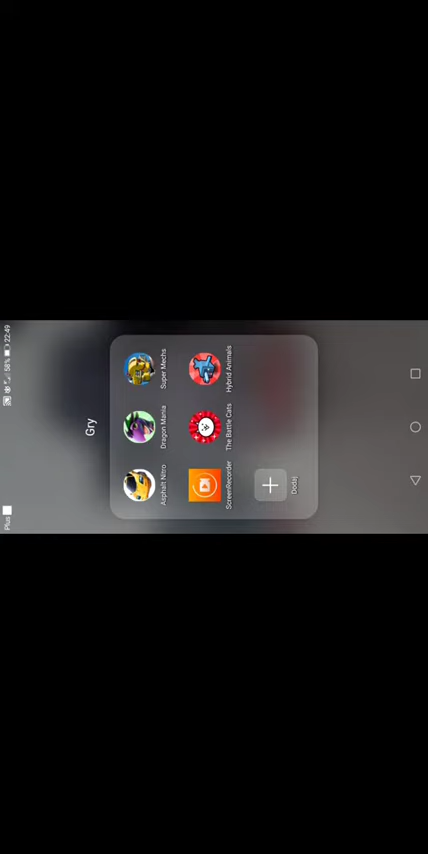 Plus
58% 22:49
Gry
Asphalt Nitro
Dragon Mania
Super Mechs
ScreenRecorder
The Battle Cats
Hybrid Animals
Dodaj